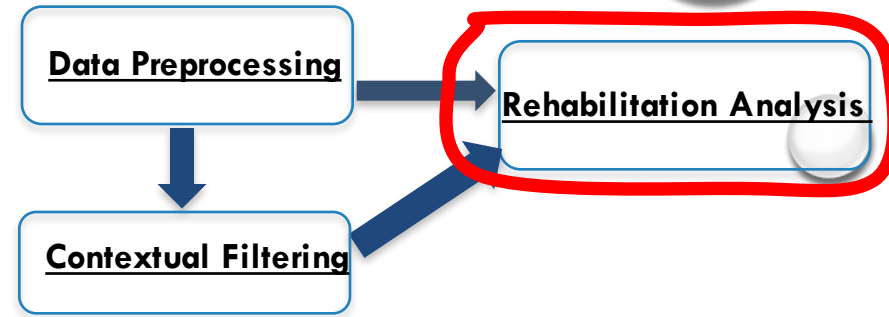 Data Preprocessing
Rehabilitation Analysis
Contextual Filtering